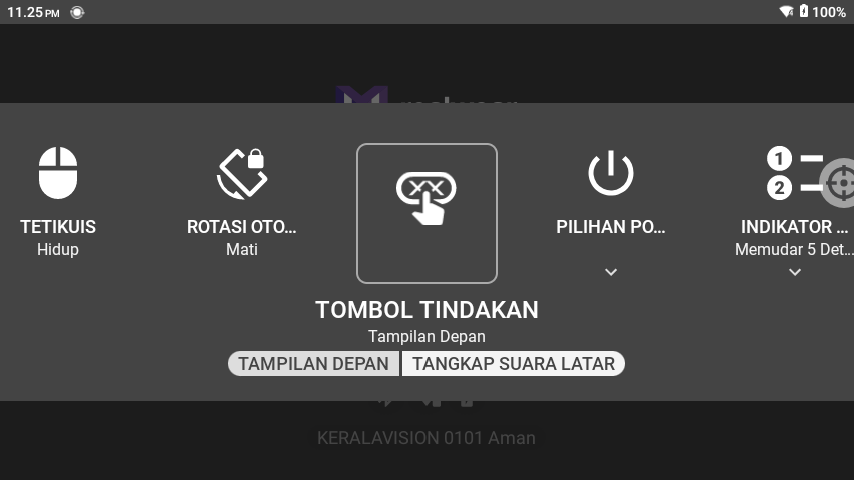 11.25 PM
100%
TETIKUIS
Hidup
ROTASI OTO...
Mati
PILIHAN PO...
1
2
INDIKATOR ...
Memudar 5 Det...
TOMBOL TINDAKAN
Tampilan Depan
TAMPILAN DEPAN
TANGKAP SUARA LATAR
KERALAVISION 0101 Aman